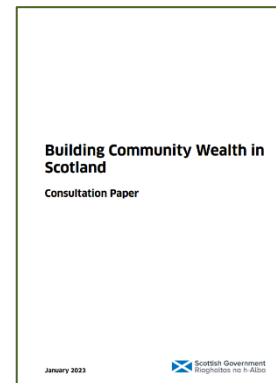 Building Community Wealth in
Scotland
Consultation Paper
January 2023
Scottish Government
Riaghaltas na h-Alba